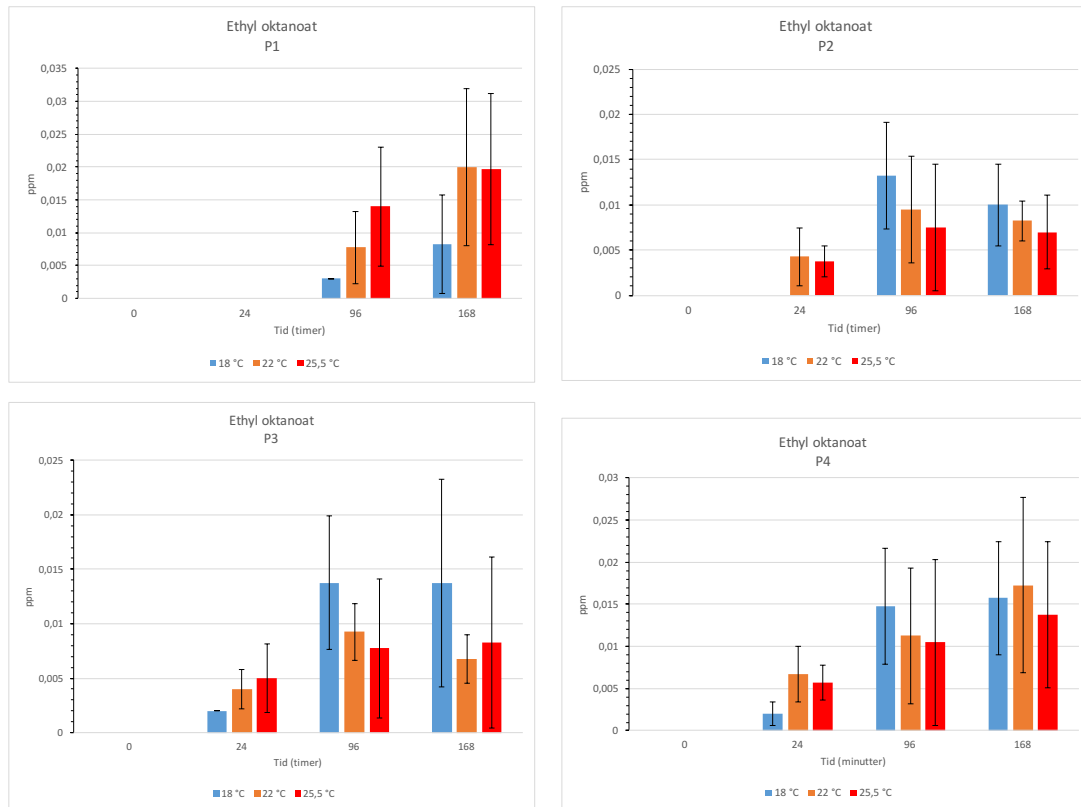 Ethyl oktanoat
P1
0,035
0,03
0,025
0,02
0,015
0,01
0,005
0
ppm
0 24 96 168
Tid (timer)
18 °C 22 °C 25,5 °C
Ethyl oktanoat
P2
0,025
0,02
0,015
0,01
0,005
0
ppm
0 24 96 168
Tid (timer)
18 °C 22 °C 25,5 °C
Ethyl oktanoat
P3
0,025
0,02
0,015
0,01
0,005
0
ppm
0 24 96 168
Tid (timer)
18 °C 22 °C 25,5 °C
Ethyl oktanoat
P4
0,03
0,025
0,02
0,015
0,01
0,005
0
ppm
0 24 96 168
Tid (minutter)
18 °C 22 °C 25,5 °C